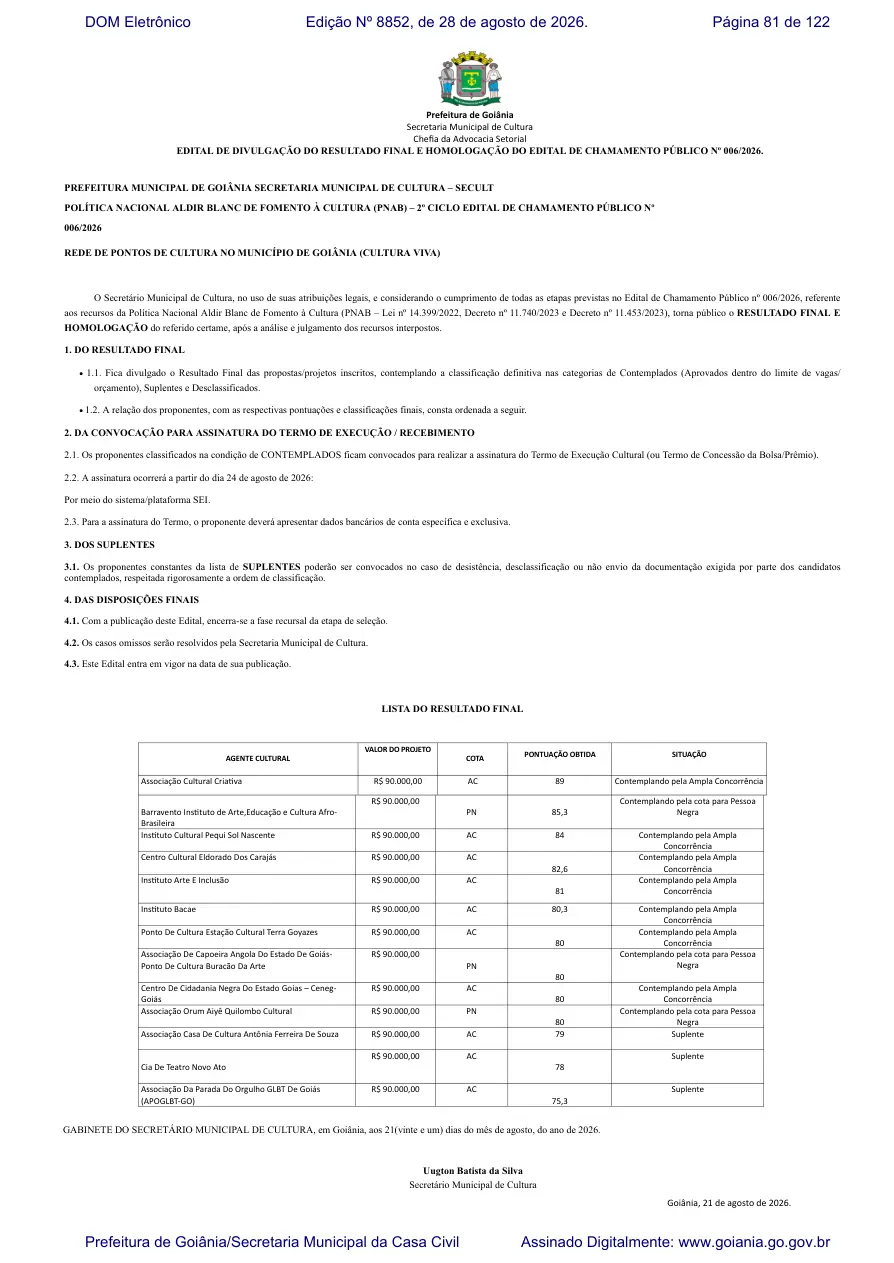 DOM Eletrônico Edição Nº 8852, de 28 de agosto de 2026. Página 81 de 122
Prefeitura de Goiânia
Secretaria Municipal de Cultura
Chefia da Advocacia Setorial
EDITAL DE DIVULGAÇÃO DO RESULTADO FINAL E HOMOLOGAÇÃO DO EDITAL DE CHAMAMENTO PÚBLICO Nº 006/2026.
PREFEITURA MUNICIPAL DE GOIÂNIA SECRETARIA MUNICIPAL DE CULTURA – SECULT
POLÍTICA NACIONAL ALDIR BLANC DE FOMENTO À CULTURA (PNAB) – 2º CICLO EDITAL DE CHAMAMENTO PÚBLICO Nº
006/2026
REDE DE PONTOS DE CULTURA NO MUNICÍPIO DE GOIÂNIA (CULTURA VIVA)
O Secretário Municipal de Cultura, no uso de suas atribuições legais, e considerando o cumprimento de todas as etapas previstas no Edital de Chamamento Público nº 006/2026, referente
aos recursos da Política Nacional Aldir Blanc de Fomento à Cultura (PNAB – Lei nº 14.399/2022, Decreto nº 11.740/2023 e Decreto nº 11.453/2023), torna público o RESULTADO FINAL E
HOMOLOGAÇÃO do referido certame, após a análise e julgamento dos recursos interpostos.
1. DO RESULTADO FINAL
• 1.1. Fica divulgado o Resultado Final das propostas/projetos inscritos, contemplando a classificação definitiva nas categorias de Contemplados (Aprovados dentro do limite de vagas/
orçamento), Suplentes e Desclassificados.
• 1.2. A relação dos proponentes, com as respectivas pontuações e classificações finais, consta ordenada a seguir.
2. DA CONVOCAÇÃO PARA ASSINATURA DO TERMO DE EXECUÇÃO / RECEBIMENTO
2.1. Os proponentes classificados na condição de CONTEMPLADOS ficam convocados para realizar a assinatura do Termo de Execução Cultural (ou Termo de Concessão da Bolsa/Prêmio).
2.2. A assinatura ocorrerá a partir do dia 24 de agosto de 2026:
Por meio do sistema/plataforma SEI.
2.3. Para a assinatura do Termo, o proponente deverá apresentar dados bancários de conta específica e exclusiva.
3. DOS SUPLENTES
3.1. Os proponentes constantes da lista de SUPLENTES poderão ser convocados no caso de desistência, desclassificação ou não envio da documentação exigida por parte dos candidatos
contemplados, respeitada rigorosamente a ordem de classificação.
4. DAS DISPOSIÇÕES FINAIS
4.1. Com a publicação deste Edital, encerra-se a fase recursal da etapa de seleção.
4.2. Os casos omissos serão resolvidos pela Secretaria Municipal de Cultura.
4.3. Este Edital entra em vigor na data de sua publicação.
LISTA DO RESULTADO FINAL
AGENTE CULTURAL VALOR DO PROJETO COTA PONTUAÇÃO OBTIDA SITUAÇÃO
Associação Cultural Criativa R$ 90.000,00 AC 89 Contemplando pela Ampla Concorrência
Barravento Instituto de Arte,Educação e Cultura Afro- R$ 90.000,00 PN 85,3 Contemplando pela cota para Pessoa
Brasileira Negra
Instituto Cultural Pequi Sol Nascente R$ 90.000,00 AC 84 Contemplando pela Ampla
Concorrência
Centro Cultural Eldorado Dos Carajás R$ 90.000,00 AC 82,6 Contemplando pela Ampla
Concorrência
Instituto Arte E Inclusão R$ 90.000,00 AC 81 Contemplando pela Ampla
Concorrência
Instituto Bacae R$ 90.000,00 AC 80,3 Contemplando pela Ampla
Concorrência
Ponto De Cultura Estação Cultural Terra Goyazes R$ 90.000,00 AC 80 Contemplando pela Ampla
Concorrência
Associação De Capoeira Angola Do Estado De Goiás- R$ 90.000,00 PN 80 Contemplando pela cota para Pessoa
Ponto De Cultura Buracão Da Arte Negra
Centro De Cidadania Negra Do Estado Goias – Ceneg- R$ 90.000,00 AC 80 Contemplando pela Ampla
Goiás Concorrência
Associação Orum Aiyê Quilombo Cultural R$ 90.000,00 PN 80 Contemplando pela cota para Pessoa
Negra
Associação Casa De Cultura Antônia Ferreira De Souza R$ 90.000,00 AC 79 Suplente
Cia De Teatro Novo Ato R$ 90.000,00 AC 78 Suplente
Associação Da Parada Do Orgulho GLBT De Goiás R$ 90.000,00 AC 75,3 Suplente
(APOGLBT-GO)
GABINETE DO SECRETÁRIO MUNICIPAL DE CULTURA, em Goiânia, aos 21(vinte e um) dias do mês de agosto, do ano de 2026.
Uugton Batista da Silva
Secretário Municipal de Cultura
Goiânia, 21 de agosto de 2026.
Prefeitura de Goiânia/Secretaria Municipal da Casa Civil Assinado Digitalmente: www.goiania.go.gov.br